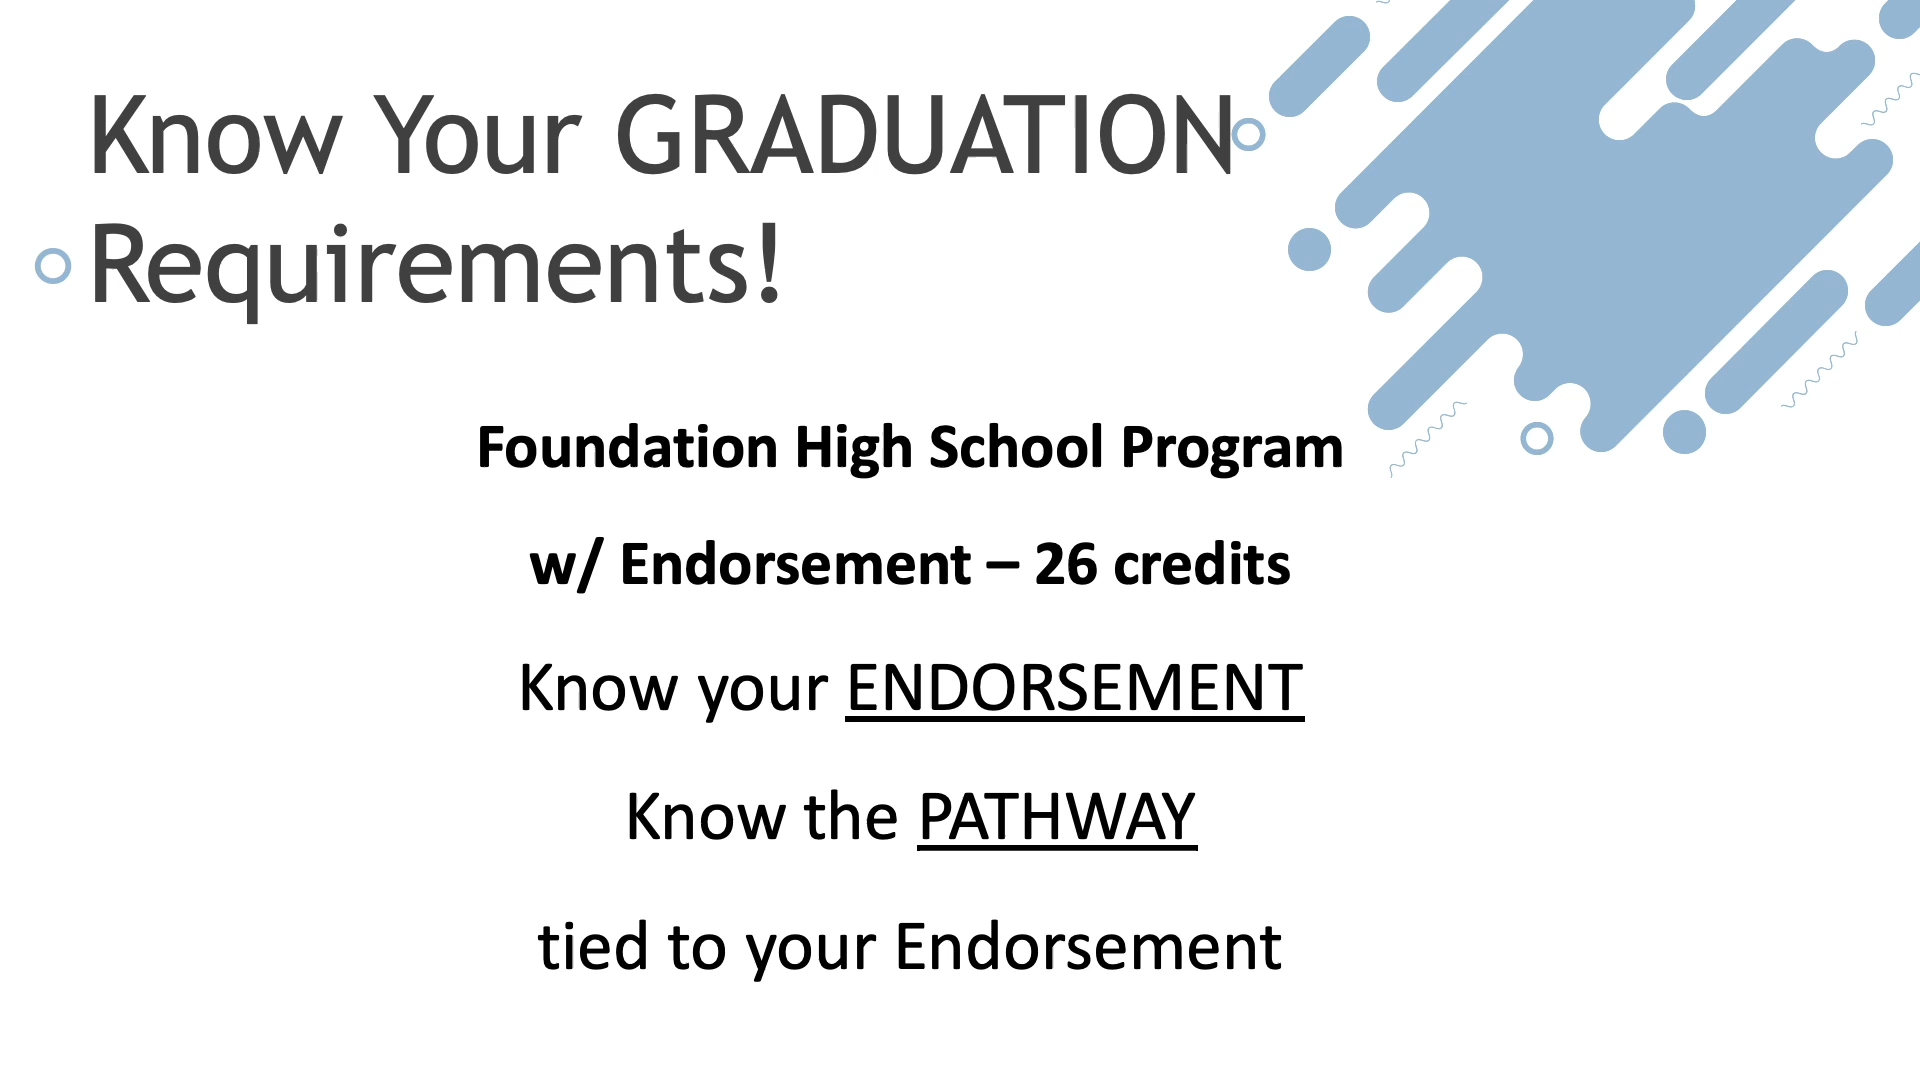 Know Your GRADUATION
Requirements!
Foundation High School Program
w/ Endorsement – 26 credits
Know your ENDORSEMENT
Know the PATHWAY
tied to your Endorsement